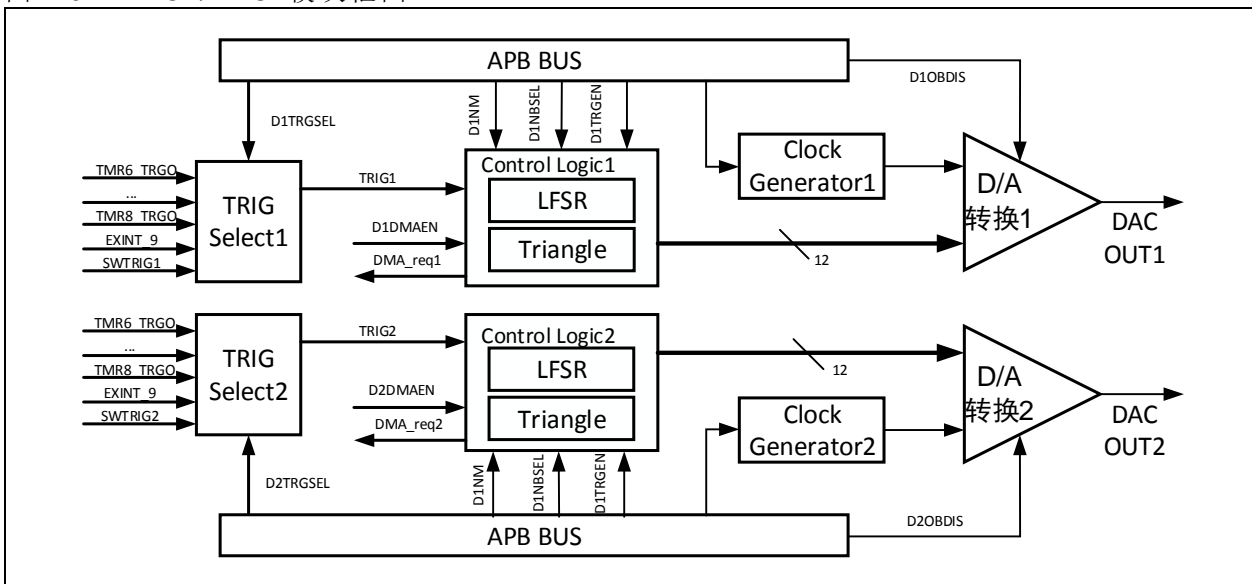 APB BUS
D1OBDIS
D1TRGSEL
D1NM
D1NBSEL
D1TRGEN
TMR6_TRGO
...
TMR8_TRGO
EXINT_9
SWTRIG1
TRIG
Select1
TRIG1
D1DMAEN
DMA_req1
Control Logic1
LFSR
Triangle
Clock
Generator1
12
D/A
转换1
DAC
OUT1
TMR6_TRGO
...
TMR8_TRGO
EXINT_9
SWTRIG2
TRIG
Select2
TRIG2
D2DMAEN
DMA_req2
Control Logic2
LFSR
Triangle
12
Clock
Generator2
D/A
转换2
DAC
OUT2
D2TRGSEL
D1NM
D1NBSEL
D1TRGEN
D2OBDIS
APB BUS